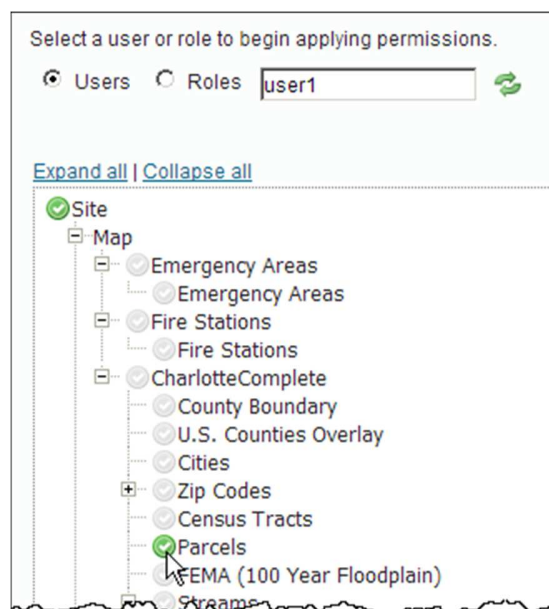 Select a user or role to begin applying permissions.
Users Roles user1
Expand all | Collapse all
Site
Map
Emergency Areas
Emergency Areas
Fire Stations
Fire Stations
CharlotteComplete
County Boundary
U.S. Counties Overlay
Cities
Zip Codes
Census Tracts
Parcels
FEMA (100 Year Floodplain)
Streams